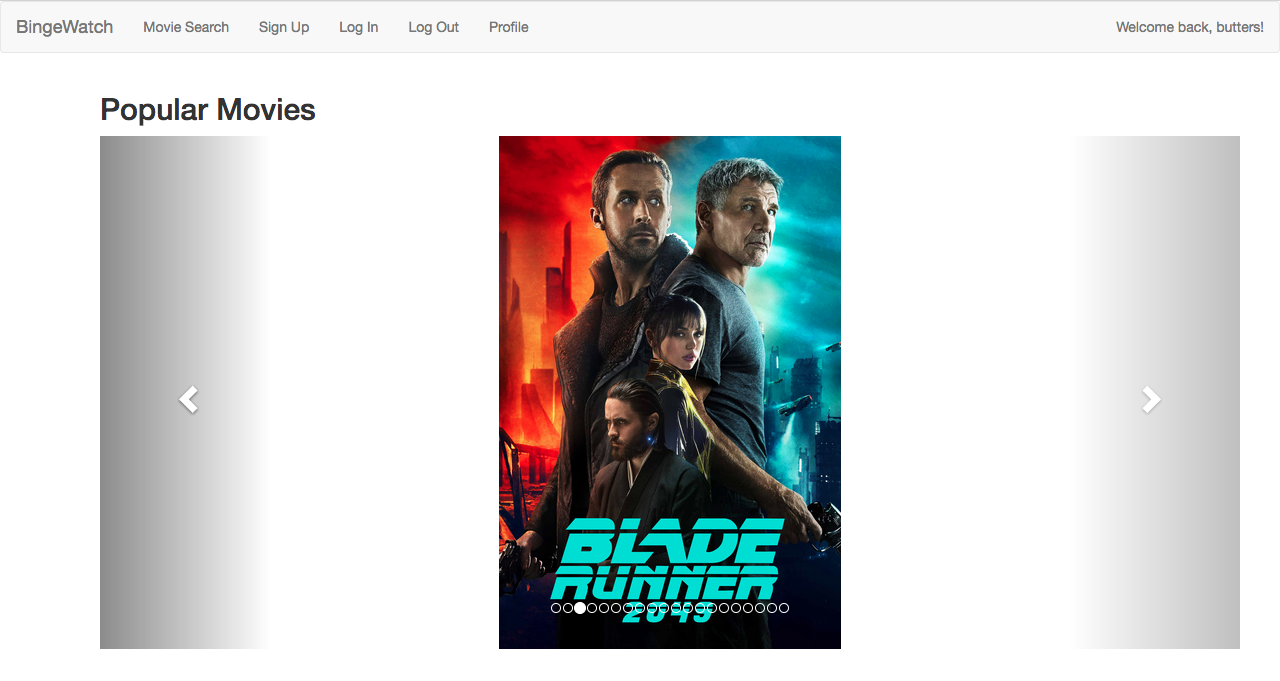 BingeWatch Movie Search Sign Up Log In Log Out Profile Welcome back, butters!
Popular Movies
BLADE
RUNNER
2049